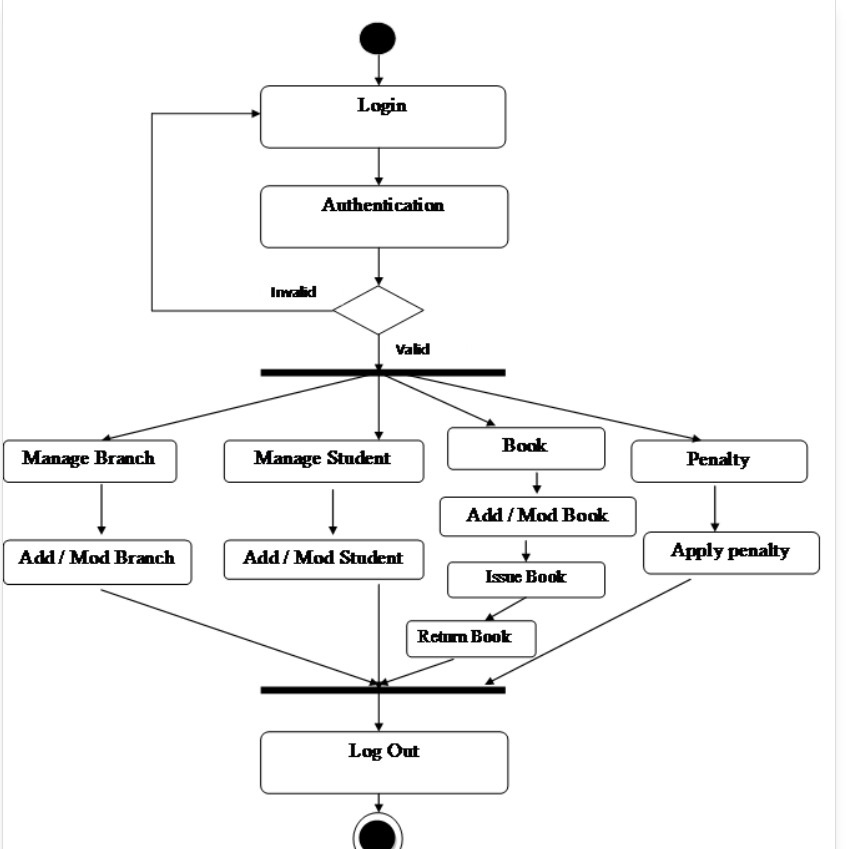 Login
Authentication
Invalid
Valid
Manage Branch
Manage Student
Book
Penalty
Add / Mod Branch
Add / Mod Student
Add / Mod Book
Apply penalty
Issue Book
Return Book
Log Out